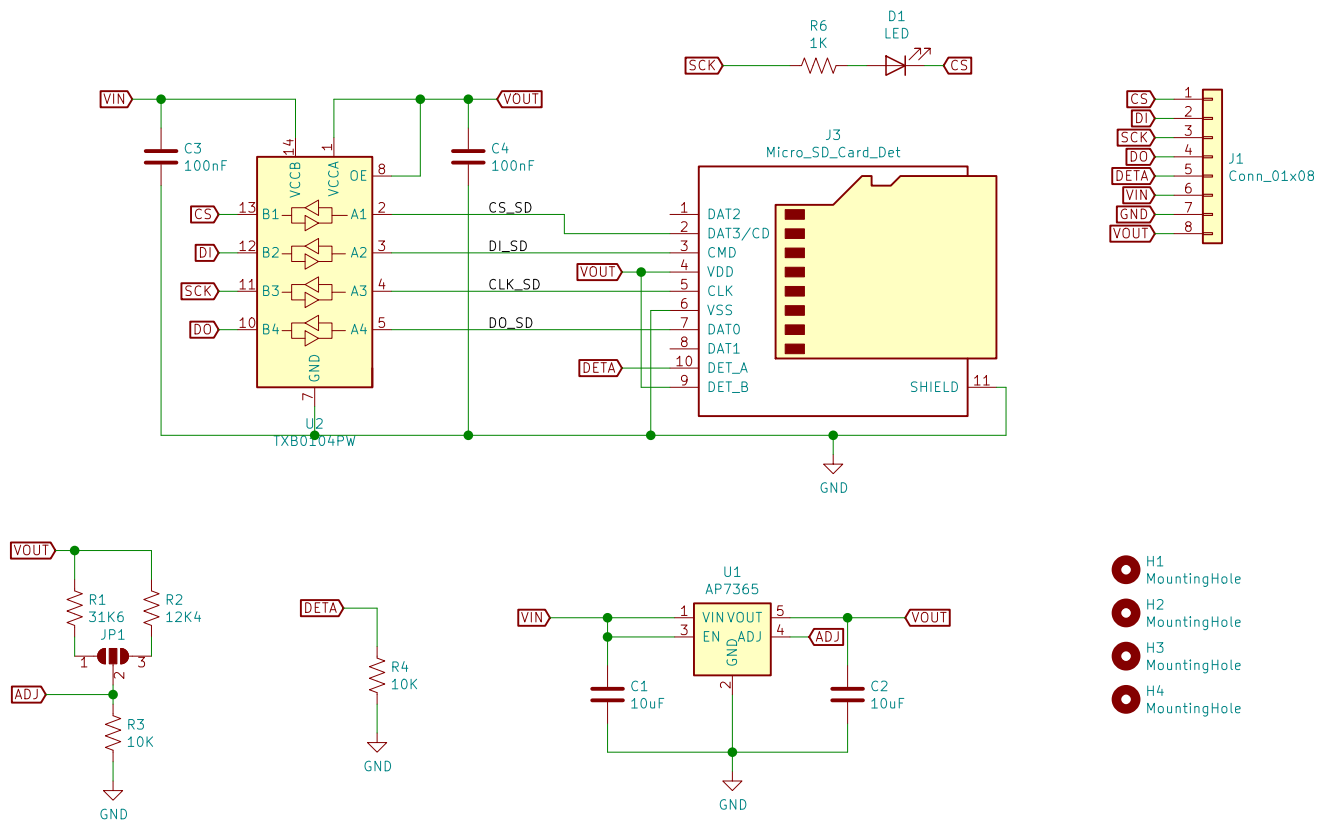 D1
LED
R6
1K
SCK
CS
VIN
VOUT
C3
100nF
C4
100nF
14
1
VCCB
VCCA
OE
8
CS
13
B1
A1
2
CS_SD
DI
12
B2
A2
3
DI_SD
SCK
11
B3
A3
4
CLK_SD
DO
10
B4
A4
5
DO_SD
GND
7
U2
TXB0104PW
J3
Micro_SD_Card_Det
1
DAT2
2
DAT3/CD
3
CMD
VOUT
4
VDD
5
CLK
6
VSS
7
DAT0
8
DAT1
DETA
10
DET_A
9
DET_B
SHIELD
11
GND
CS
1
DI
2
SCK
3
DO
4
DETA
5
VIN
6
GND
7
VOUT
8
J1
Conn_01x08
VOUT
R1
31K6
R2
12K4
JP1
1
2
3
ADJ
R3
10K
GND
DETA
R4
10K
GND
U1
AP7365
VIN
1
VIN
VOUT
5
VOUT
3
EN
ADJ
4
ADJ
GND
2
C1
10uF
C2
10uF
GND
H1
MountingHole
H2
MountingHole
H3
MountingHole
H4
MountingHole